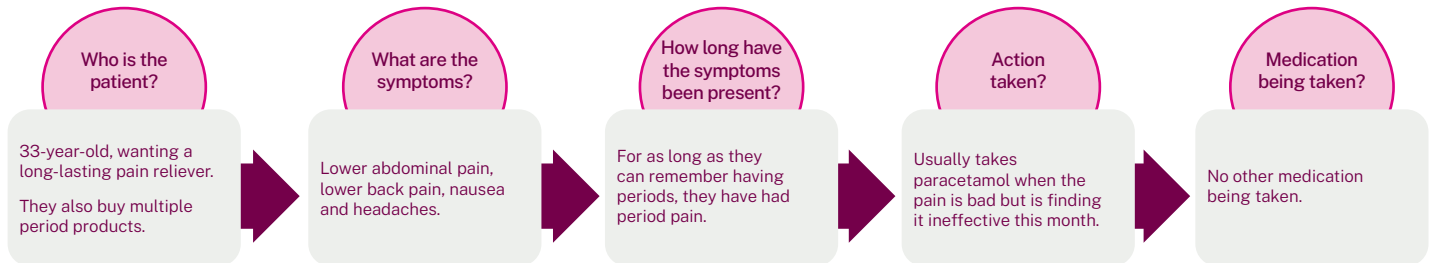 Who is the
patient?
33-year-old, wanting a
long-lasting pain reliever.
They also buy multiple
period products.
What are the
symptoms?
Lower abdominal pain,
lower back pain, nausea
and headaches.
How long have
the symptoms
been present?
For as long as they
can remember having
periods, they have had
period pain.
Action
taken?
Usually takes
paracetamol when the
pain is bad but is finding
it ineffective this month.
Medication
being taken?
No other medication
being taken.